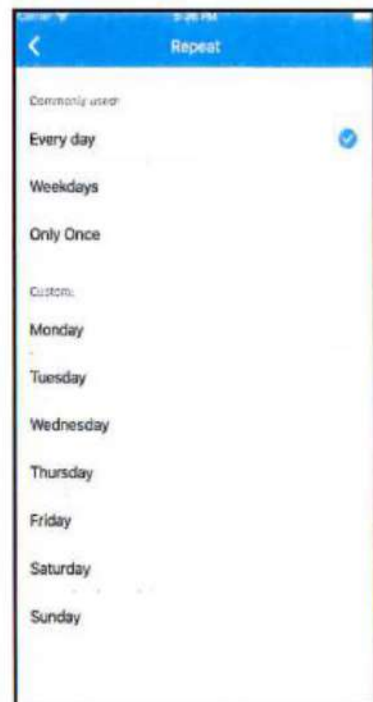 Repeat
Commonly used:
Every day
Weekdays
Only Once
Custom:
Monday
Tuesday
Wednesday
Thursday
Friday
Saturday
Sunday